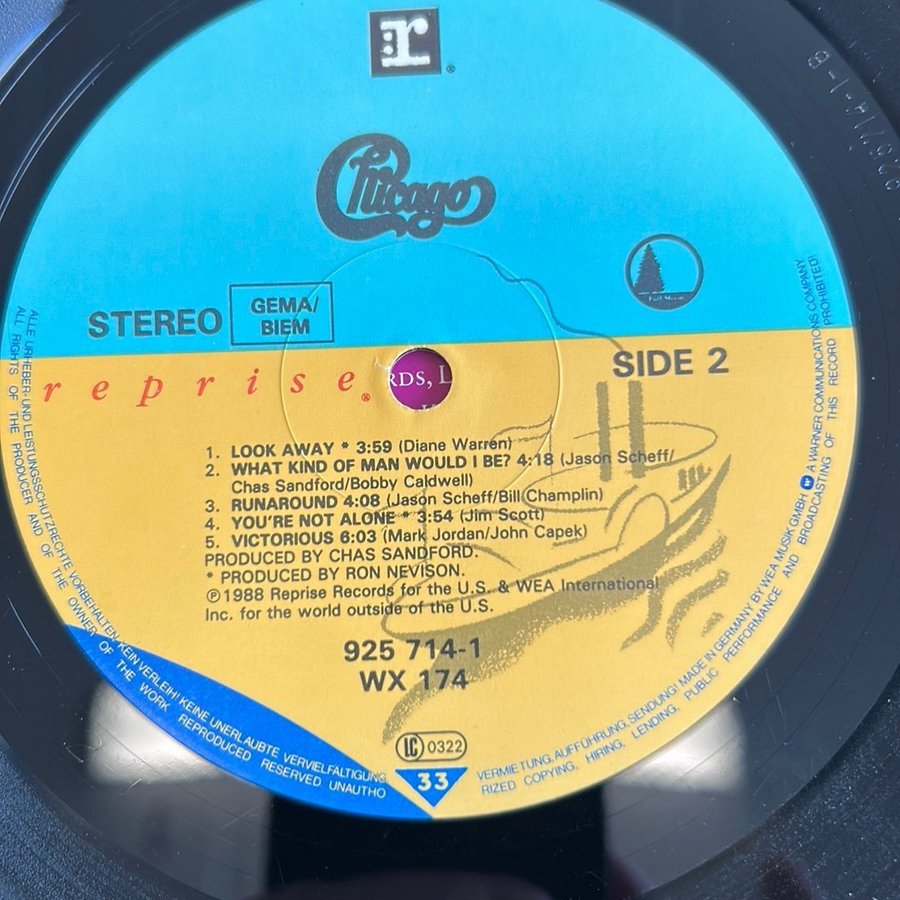 r
Chicago
STEREO
GEMA/
BIEM
Full Moon
reprise®
RDS, L
SIDE 2
1. LOOK AWAY * 3:59 (Diane Warren)
2. WHAT KIND OF MAN WOULD I BE? 4:18 (Jason Scheff/
Chas Sandford/Bobby Caldwell)
3. RUNAROUND 4:08 (Jason Scheff/Bill Champlin)
4. YOU'RE NOT ALONE * 3:54 (Jim Scott)
5. VICTORIOUS 6:03 (Mark Jordan/John Capek)
PRODUCED BY CHAS SANDFORD.
* PRODUCED BY RON NEVISON.
℗1988 Reprise Records for the U.S. & WEA International
Inc. for the world outside of the U.S.
925 714-1
WX 174
LC 0322
33
ALLE URHEBER- UND LEISTUNGSSCHUTZRECHTE VORBEHALTEN. KEIN VERLEIH! KEINE UNERLAUBTE VERVIELFÄLTIGUNG,
VERMIETUNG, AUFFÜHRUNG, SENDUNG! MADE IN GERMANY BY WEA MUSIK GMBH A WARNER COMMUNICATIONS COMPANY
ALL RIGHTS OF THE PRODUCER AND OF THE OWNER OF THE WORK REPRODUCED RESERVED UNAUTHO
RIZED COPYING, HIRING, LENDING, PUBLIC PERFORMANCE AND BROADCASTING OF THIS RECORD PROHIBITED!